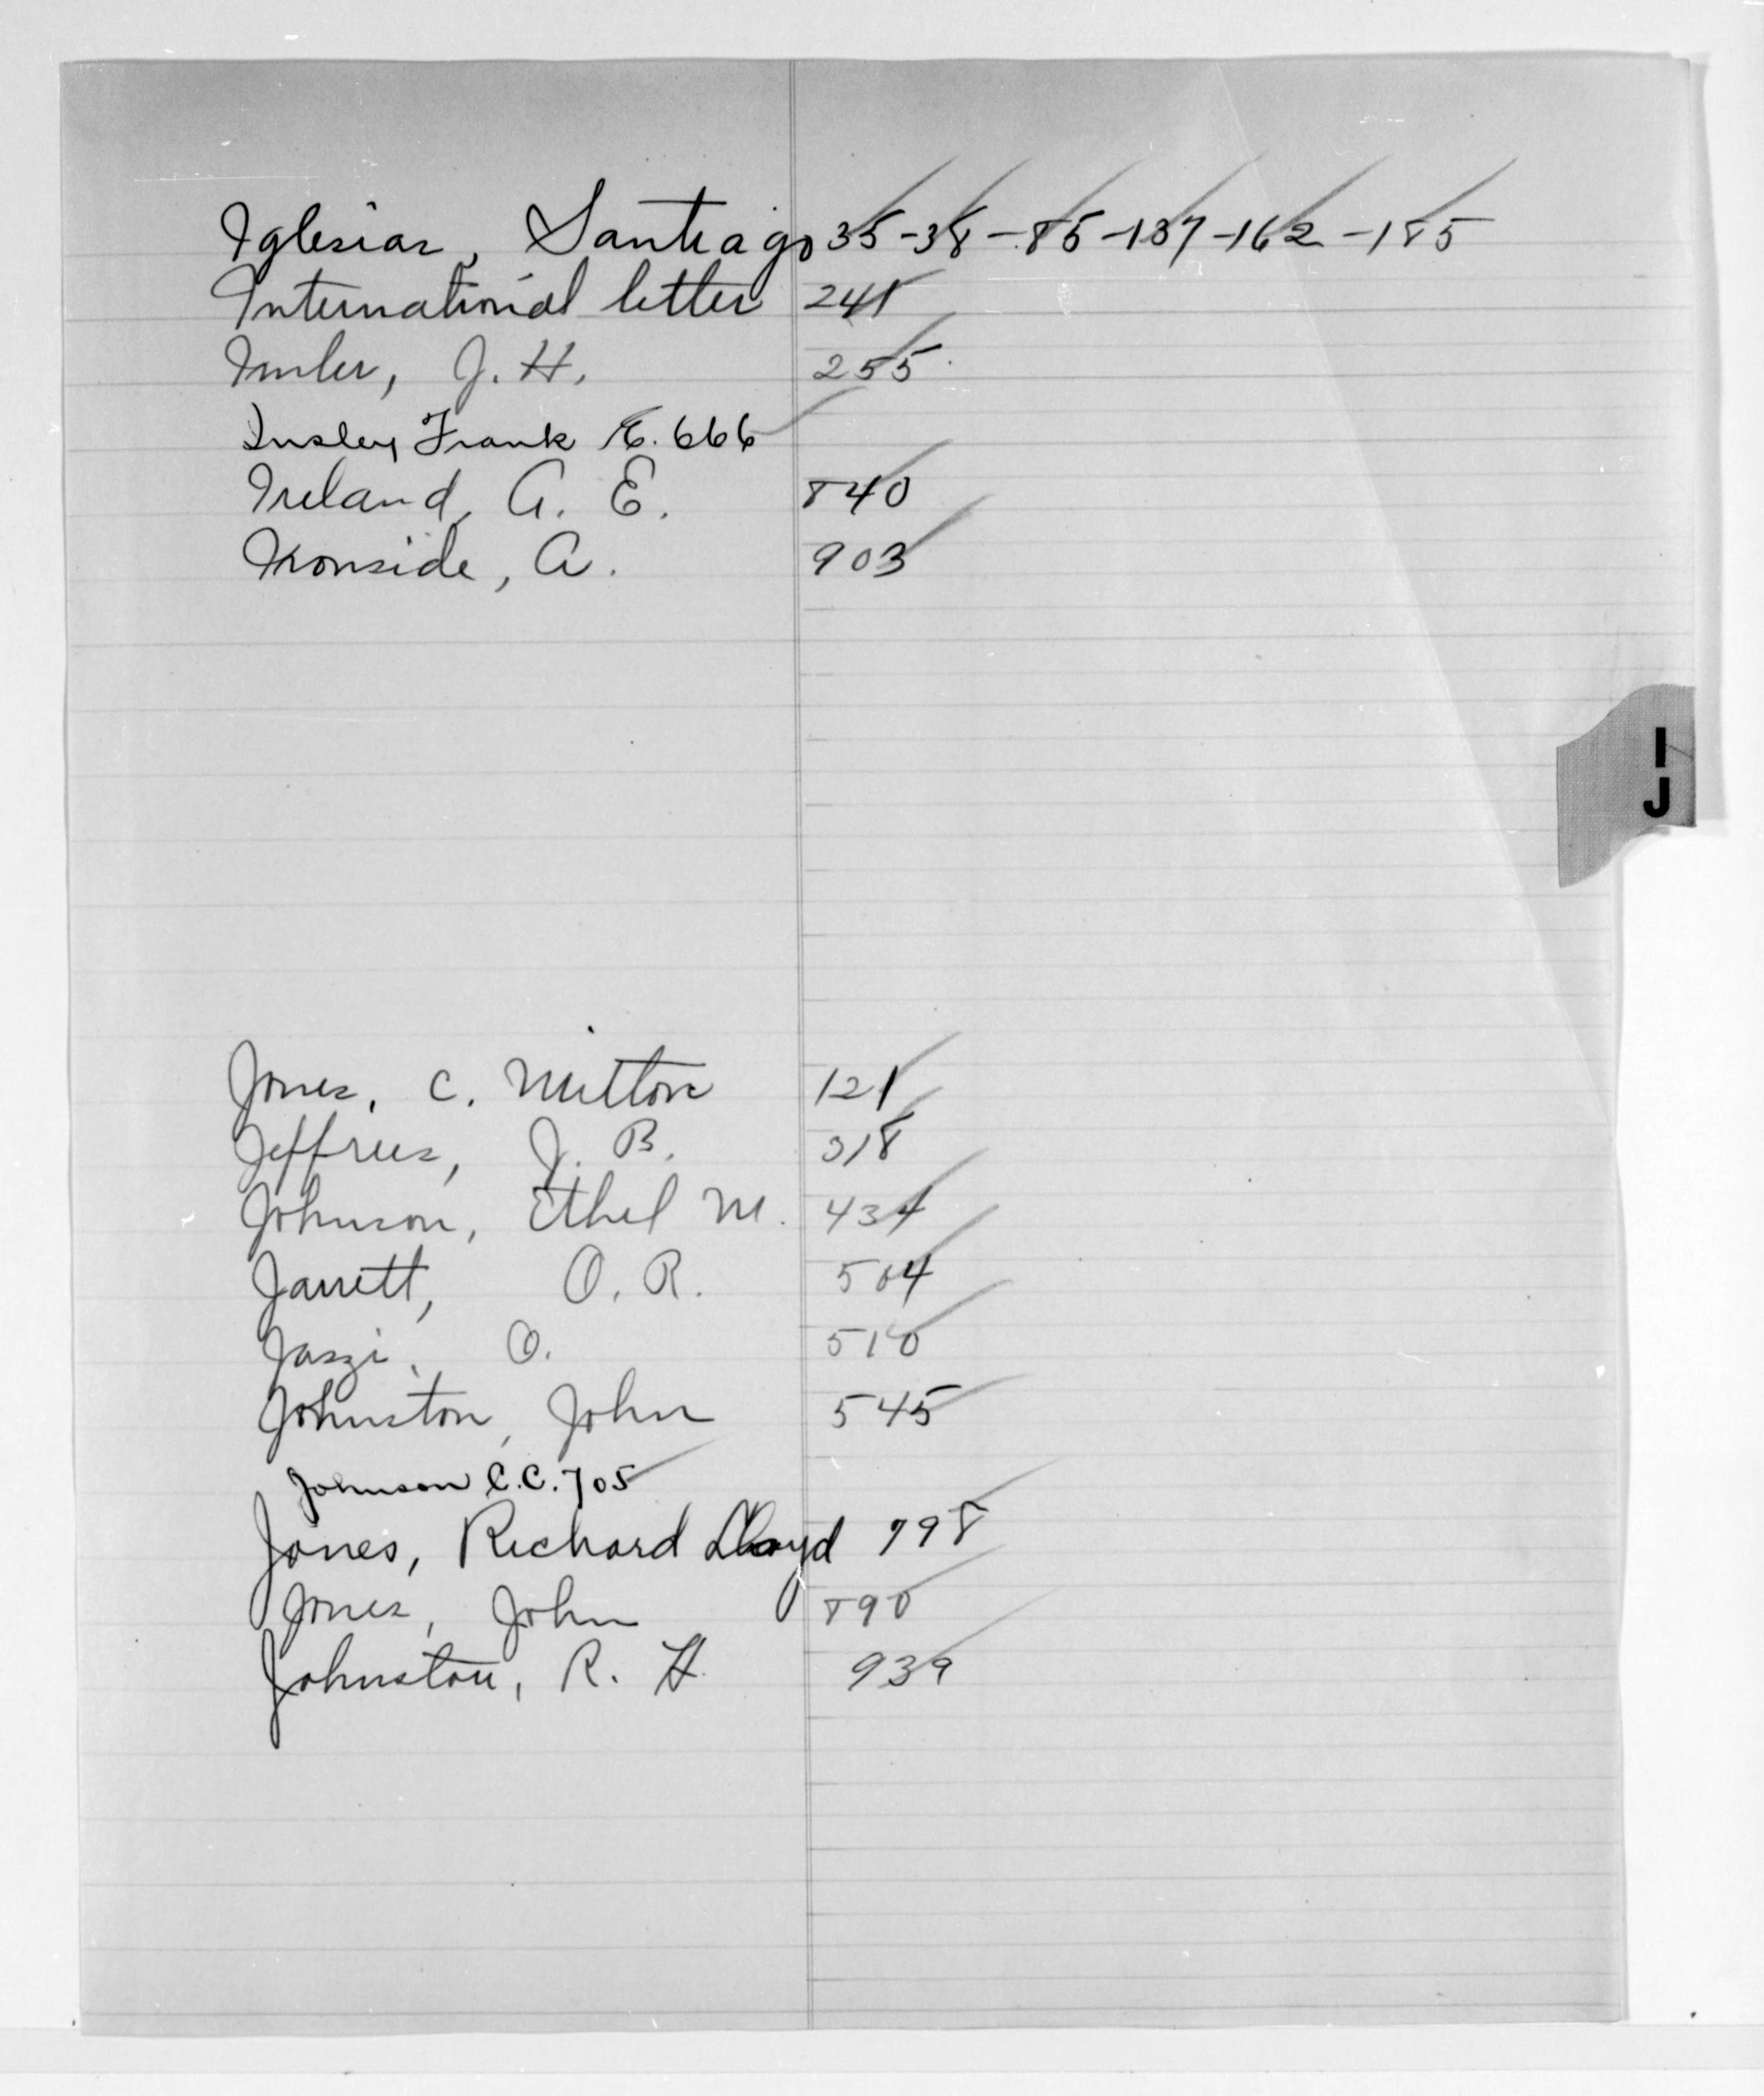 Iglesias, Santiago 35-38-85-137-162-185
International letter 241
Imler, J. H. 255
Insley Frank E. 666
Ireland, A. E. 840
Ironside, A. 903
I
J
Jones, C. Milton 121
Jeffries, J. B. 318
Johnson, Ethel M. 434
Jarrett, O. R. 504
Jaszi, O. 510
Johnston, John 545
Johnson C.C. 705
Jones, Richard Lloyd 798
Jones, John 890
Johnston, R. H. 939